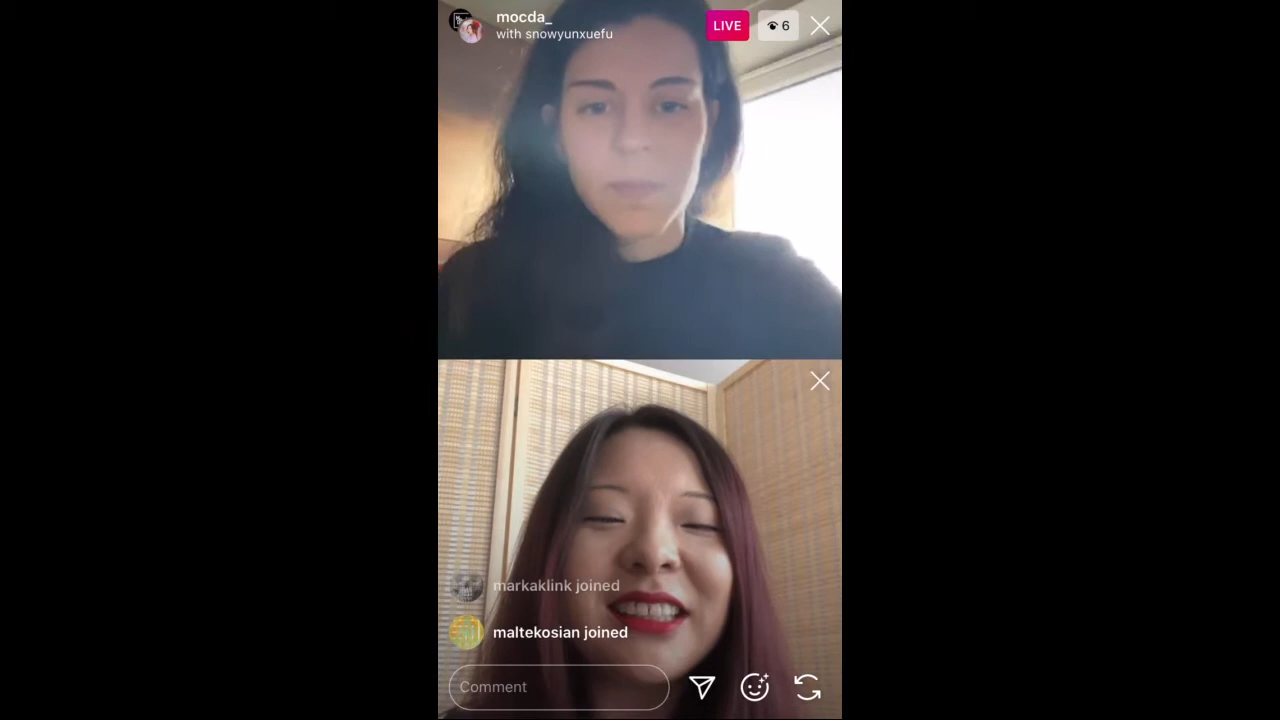 mocda_
with snowyunxuefu
LIVE
6
markaklink joined
maltekosian joined
Comment